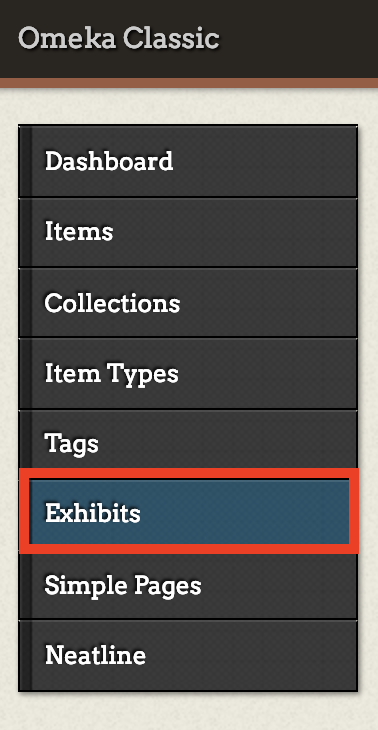 Omeka Classic
Dashboard
Items
Collections
Item Types
Tags
Exhibits
Simple Pages
Neatline